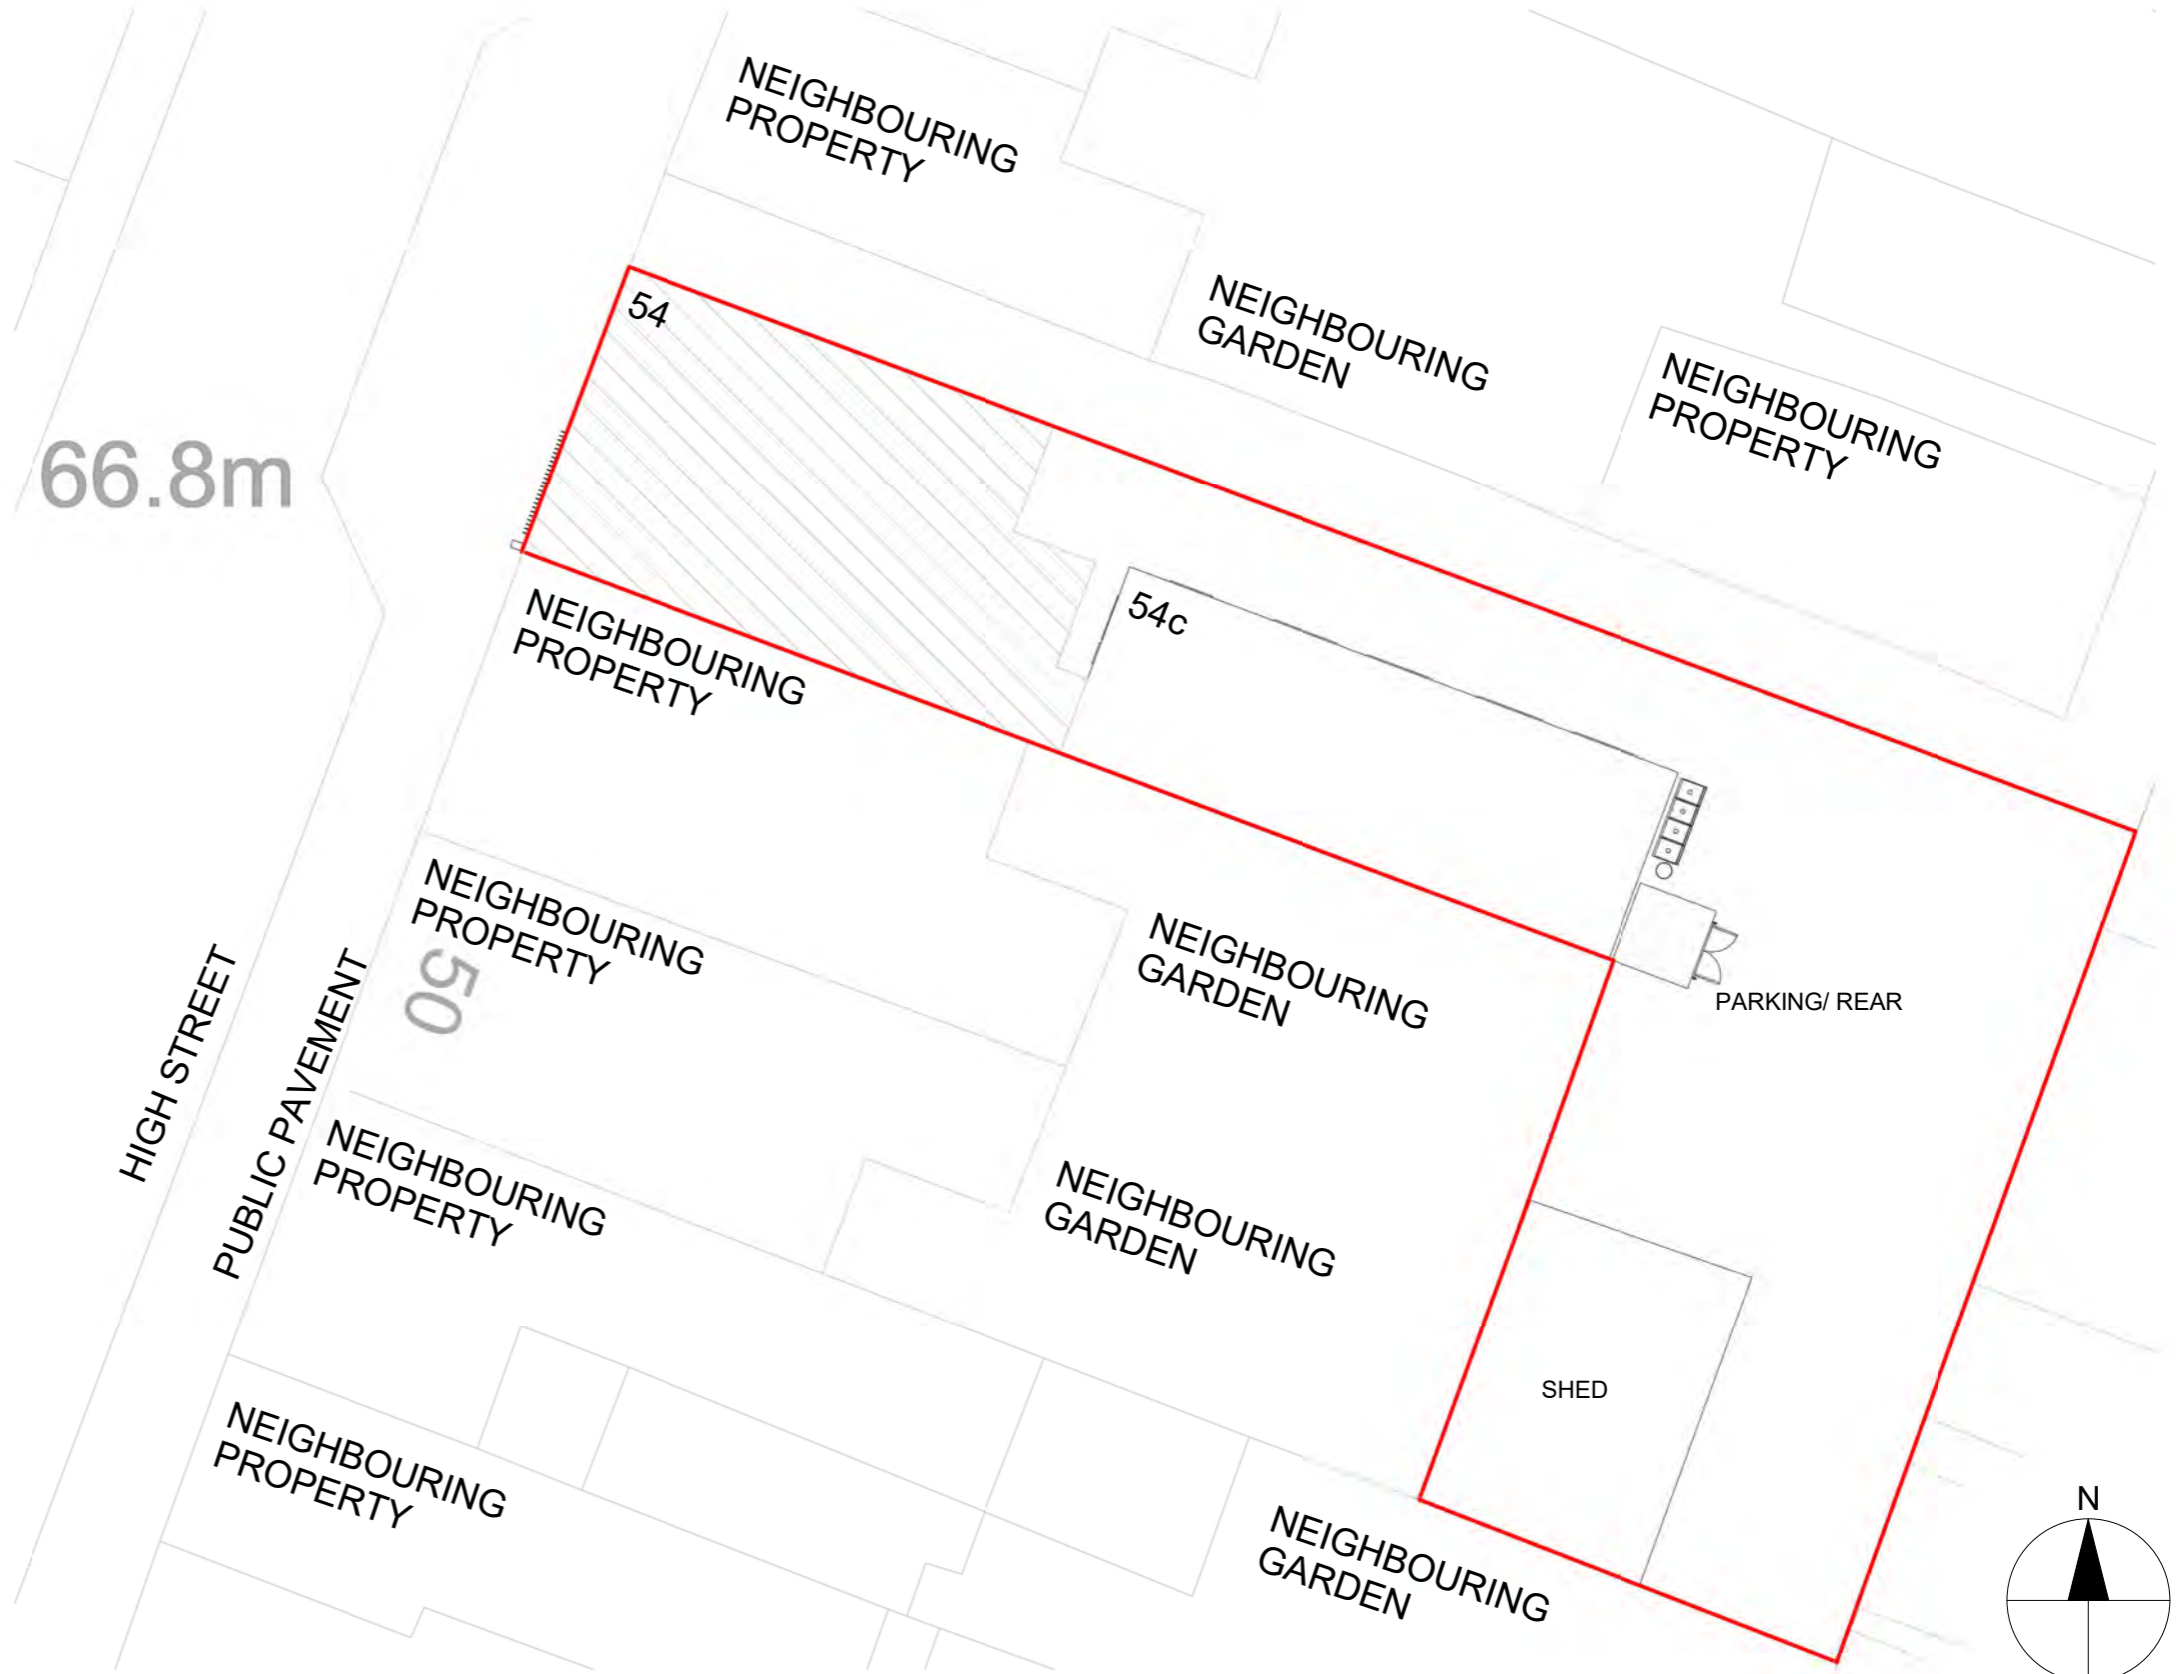 NEIGHBOURING
PROPERTY
54
NEIGHBOURING
GARDEN
NEIGHBOURING
PROPERTY
66.8m
NEIGHBOURING
PROPERTY
54c
NEIGHBOURING
PROPERTY
50
NEIGHBOURING
GARDEN
PARKING/ REAR
HIGH STREET
PUBLIC PAVEMENT
NEIGHBOURING
PROPERTY
NEIGHBOURING
GARDEN
SHED
NEIGHBOURING
PROPERTY
NEIGHBOURING
GARDEN
N